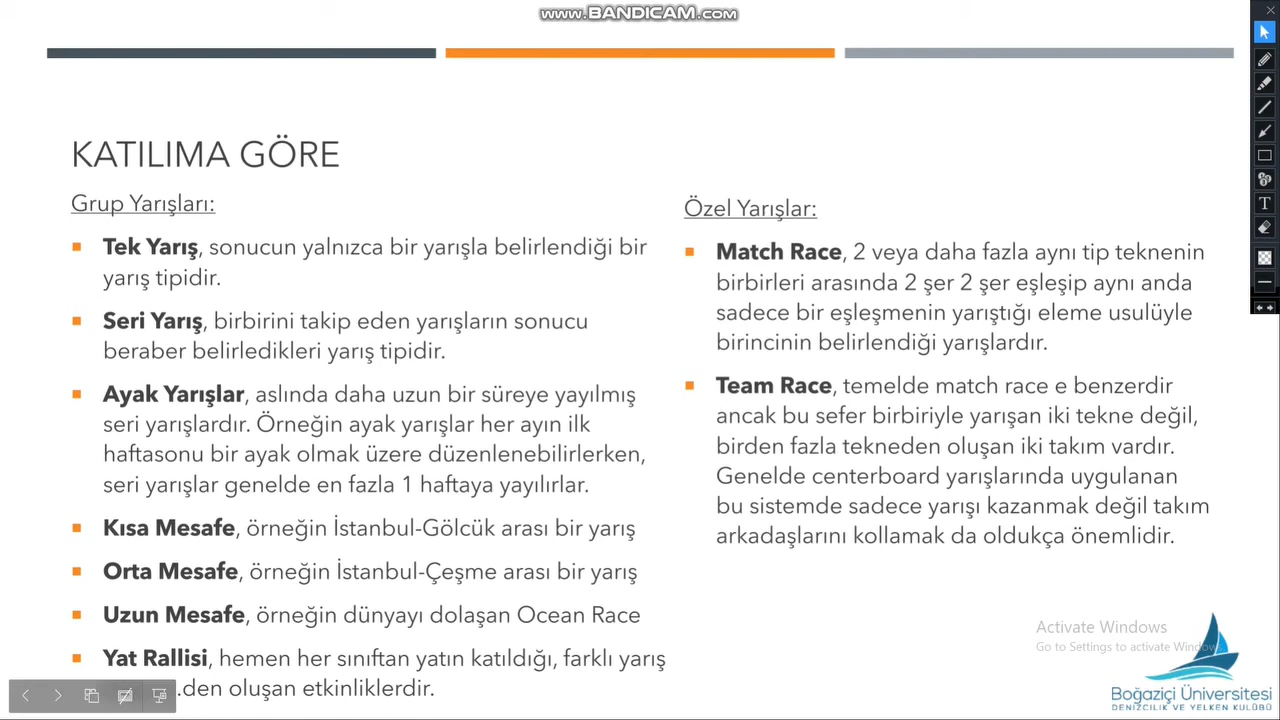 www.BANDICAM.com
KATILIMA GÖRE
Grup Yarışları:
Tek Yarış, sonucun yalnızca bir yarışla belirlendiği bir
yarış tipidir.
Seri Yarış, birbirini takip eden yarışların sonucu
beraber belirledikleri yarış tipidir.
Ayak Yarışlar, aslında daha uzun bir süreye yayılmış
seri yarışlardır. Örneğin ayak yarışlar her ayın ilk
haftasonu bir ayak olmak üzere düzenlenebilirlerken,
seri yarışlar genelde en fazla 1 haftaya yayılırlar.
Kısa Mesafe, örneğin İstanbul-Gölcük arası bir yarış
Orta Mesafe, örneğin İstanbul-Çeşme arası bir yarış
Uzun Mesafe, örneğin dünyayı dolaşan Ocean Race
Yat Rallisi, hemen her sınıftan yatın katıldığı, farklı yarış
den oluşan etkinliklerdir.
Özel Yarışlar:
Match Race, 2 veya daha fazla aynı tip teknenin
birbirleri arasında 2 şer 2 şer eşleşip aynı anda
sadece bir eşleşmenin yarıştığı eleme usulüyle
birincinin belirlendiği yarışlardır.
Team Race, temelde match race e benzerdir
ancak bu sefer birbiriyle yarışan iki tekne değil,
birden fazla tekneden oluşan iki takım vardır.
Genelde centerboard yarışlarında uygulanan
bu sistemde sadece yarışı kazanmak değil takım
arkadaşlarını kollamak da oldukça önemlidir.
Activate Windows
Go to Settings to activate Windows.
Boğaziçi Üniversitesi
DENİZCİLİK VE YELKEN KULÜBÜ